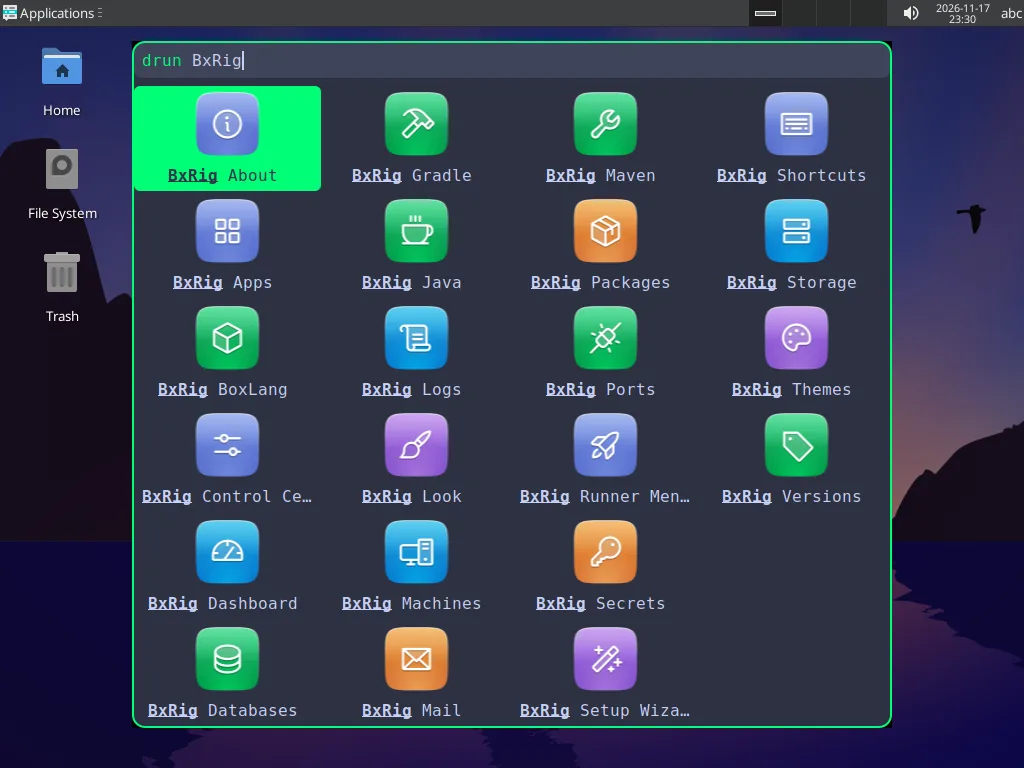 Applications
2026-11-17
23:30
abc
Home
File System
Trash
drun BxRig
BxRig About
BxRig Gradle
BxRig Maven
BxRig Shortcuts
BxRig Apps
BxRig Java
BxRig Packages
BxRig Storage
BxRig BoxLang
BxRig Logs
BxRig Ports
BxRig Themes
BxRig Control Ce…
BxRig Look
BxRig Runner Men…
BxRig Versions
BxRig Dashboard
BxRig Machines
BxRig Secrets
BxRig Databases
BxRig Mail
BxRig Setup Wiza…